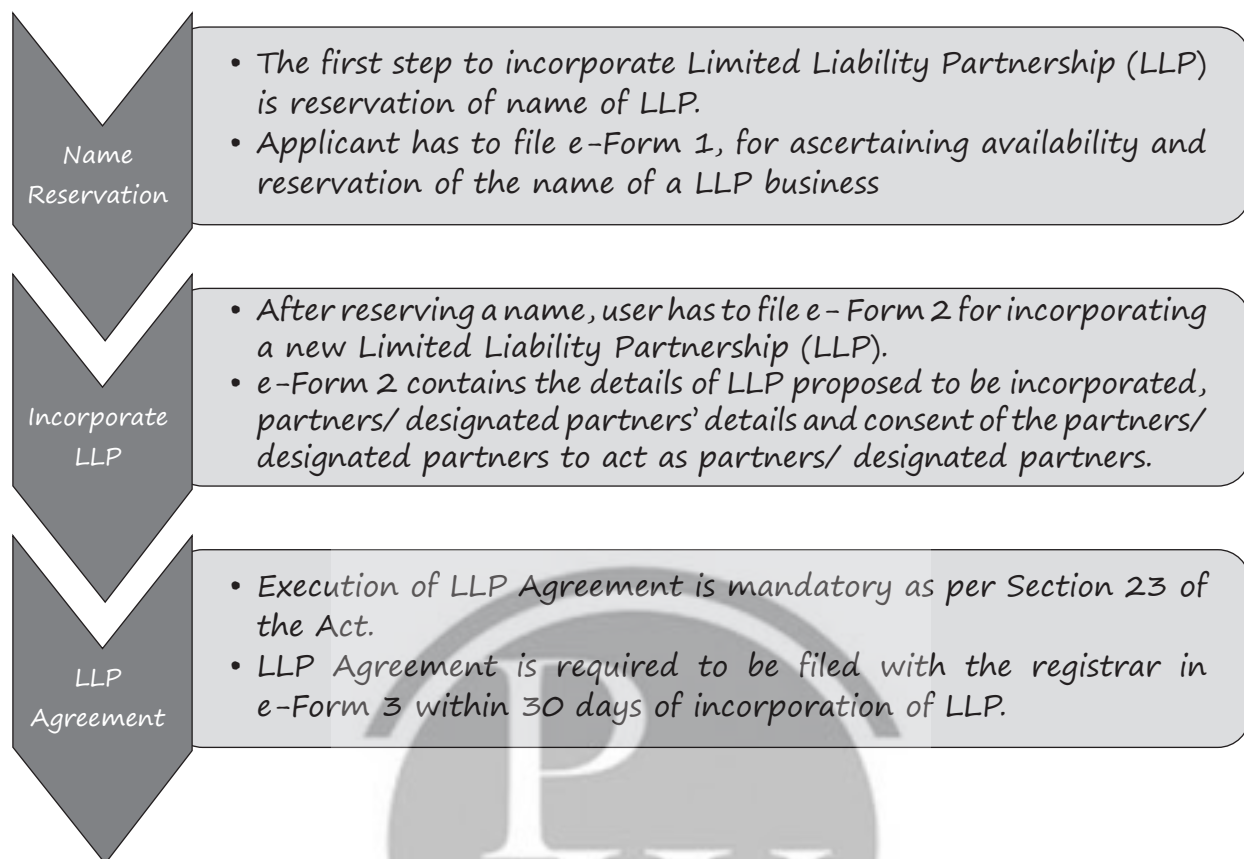 Name
Reservation
• The first step to incorporate Limited Liability Partnership (LLP)
is reservation of name of LLP.
• Applicant has to file e-Form 1, for ascertaining availability and
reservation of the name of a LLP business
Incorporate
LLP
• After reserving a name, user has to file e - Form 2 for incorporating
a new Limited Liability Partnership (LLP).
• e-Form 2 contains the details of LLP proposed to be incorporated,
partners/ designated partners’ details and consent of the partners/
designated partners to act as partners/ designated partners.
LLP
Agreement
• Execution of LLP Agreement is mandatory as per Section 23 of
the Act.
• LLP Agreement is required to be filed with the registrar in
e-Form 3 within 30 days of incorporation of LLP.
P